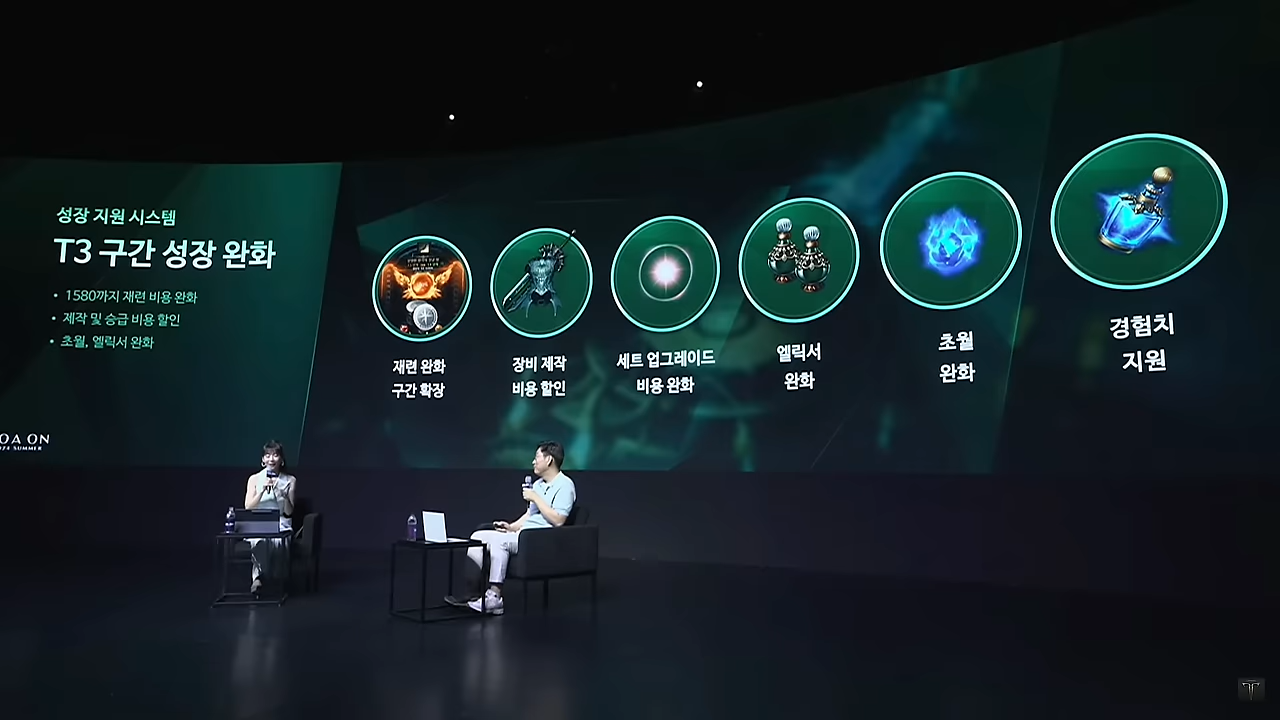 성장 지원 시스템
T3 구간 성장 완화
• 1580까지 재련 비용 완화
• 제작 및 승급 비용 할인
• 초월, 엘릭서 완화
재련 완화
구간 확장
장비 제작
비용 할인
세트 업그레이드
비용 완화
엘릭서
완화
초월
완화
경험치
지원
OA ON
SUMMER